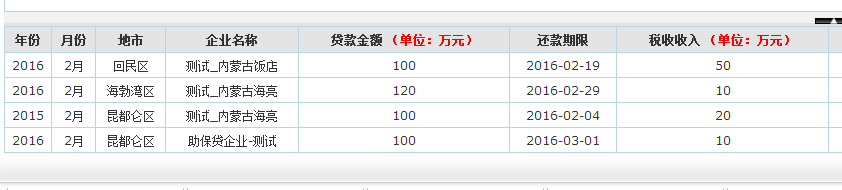 年份 月份 地市 企业名称 贷款金额（单位：万元） 还款期限 税收收入（单位：万元）
2016 2月 回民区 测试_内蒙古饭店 100 2016-02-19 50
2016 2月 海勃湾区 测试_内蒙古海亮 120 2016-02-29 10
2015 2月 昆都仑区 测试_内蒙古海亮 100 2016-02-04 20
2016 2月 昆都仑区 助保贷企业-测试 100 2016-03-01 10